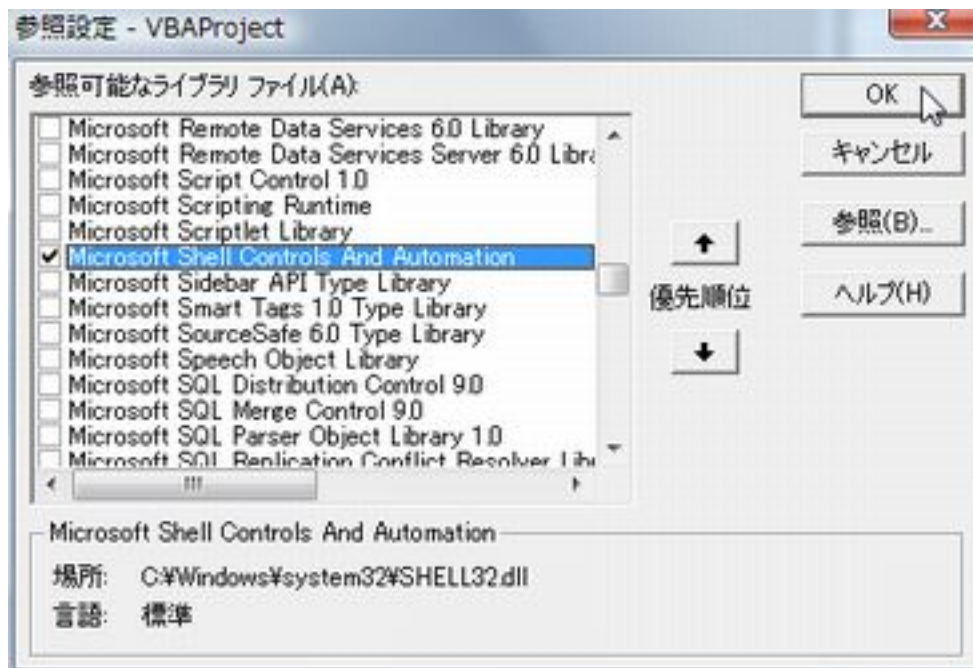 参照設定 - VBAProject
参照可能なライブラリ ファイル(A):
Microsoft Remote Data Services 6.0 Library
Microsoft Remote Data Services Server 6.0 Libra
Microsoft Script Control 1.0
Microsoft Scripting Runtime
Microsoft Scriptlet Library
Microsoft Shell Controls And Automation
Microsoft Sidebar API Type Library
Microsoft Smart Tags 1.0 Type Library
Microsoft SourceSafe 6.0 Type Library
Microsoft Speech Object Library
Microsoft SQL Distribution Control 9.0
Microsoft SQL Merge Control 9.0
Microsoft SQL Parser Object Library 1.0
Microsoft SQL Replication Conflict Resolver Libr
優先順位
OK
キャンセル
参照(B)...
ヘルプ(H)
Microsoft Shell Controls And Automation
場所: C:¥Windows¥system32¥SHELL32.dll
言語: 標準